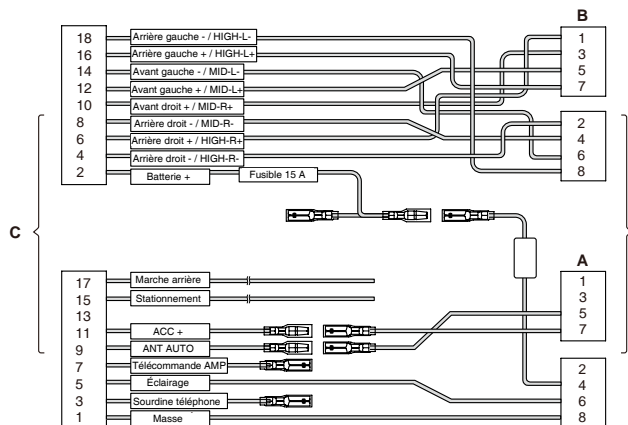 B
18 Arrière gauche - / HIGH-L- 1
16 Arrière gauche + / HIGH-L+ 3
14 Avant gauche - / MID-L- 5
12 Avant gauche + / MID-L+ 7
10 Avant droit + / MID-R+
8 Arrière droit - / MID-R- 2
6 Arrière droit + / HIGH-R+ 4
4 Arrière droit - / HIGH-R- 6
2 Batterie + Fusible 15 A 8
C
A
17 Marche arrière 1
15 Stationnement 3
13 5
11 ACC + 7
9 ANT AUTO
7 Télécommande AMP 2
5 Éclairage 4
3 Sourdine téléphone 6
1 Masse 8